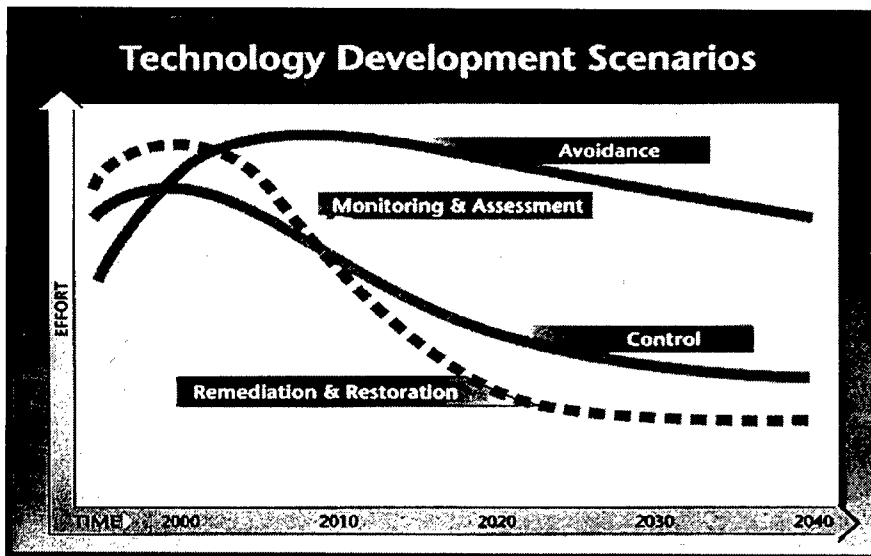 Technology Development Scenarios
Avoidance
Monitoring & Assessment
EFFORT
Control
Remediation & Restoration
TIME 2000 2010 2020 2030 2040